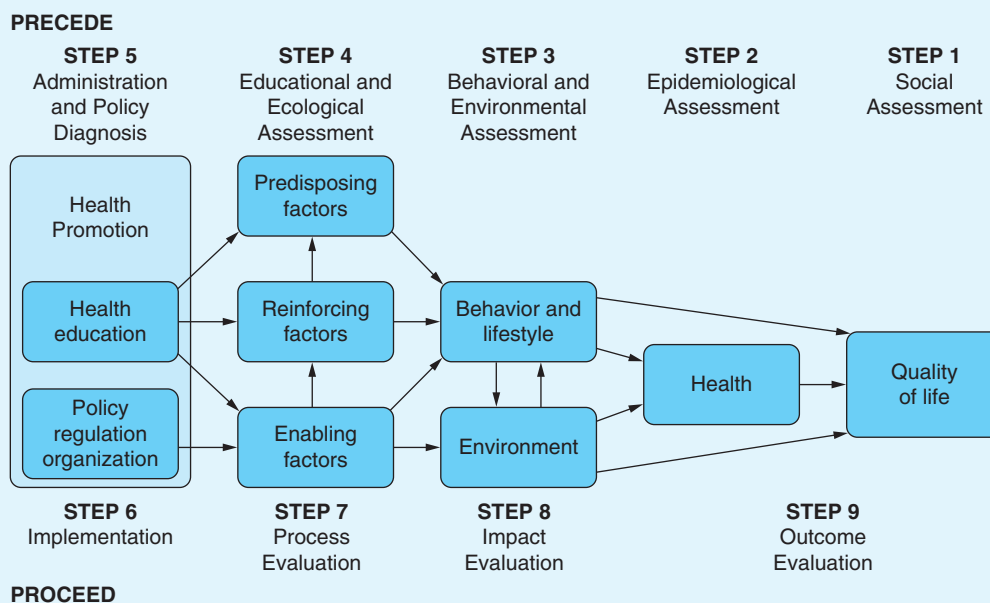 PRECEDE
STEP 5
Administration
and Policy
Diagnosis
STEP 4
Educational and
Ecological
Assessment
STEP 3
Behavioral and
Environmental
Assessment
STEP 2
Epidemiological
Assessment
STEP 1
Social
Assessment
Health
Promotion
Health
education
Policy
regulation
organization
Predisposing
factors
Reinforcing
factors
Enabling
factors
Behavior and
lifestyle
Environment
Health
Quality
of life
STEP 6
Implementation
STEP 7
Process
Evaluation
STEP 8
Impact
Evaluation
STEP 9
Outcome
Evaluation
PROCEED